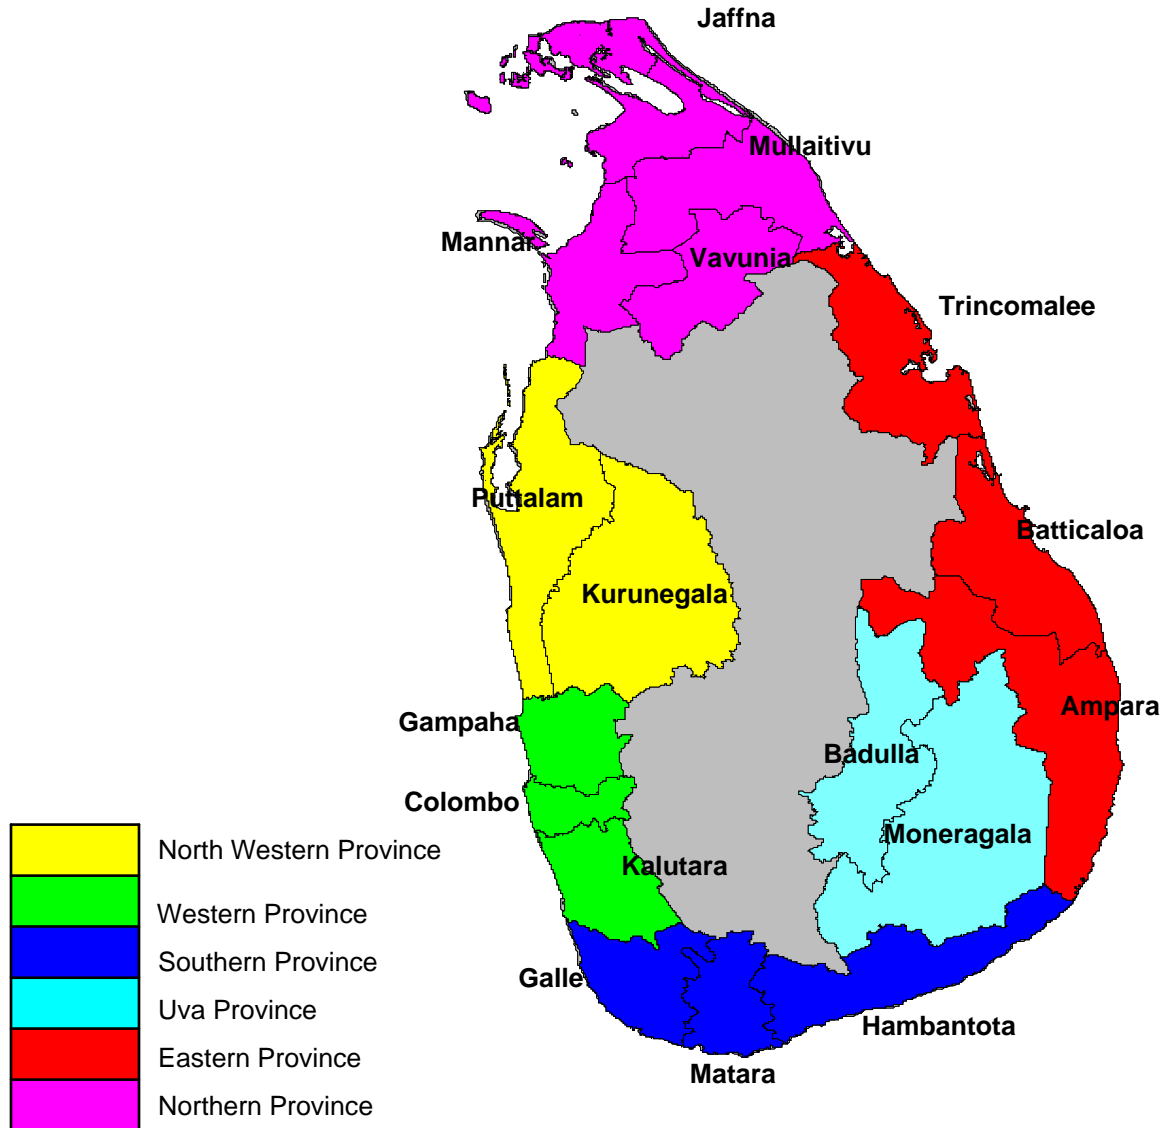 Jaffna
Mullaitivu
Mannar
Vavunia
Trincomalee
Puttalam
Batticaloa
Kurunegala
Ampara
Gampaha
Badulla
Colombo
Moneragala
Kalutara
Galle
Hambantota
Matara
North Western Province
Western Province
Southern Province
Uva Province
Eastern Province
Northern Province